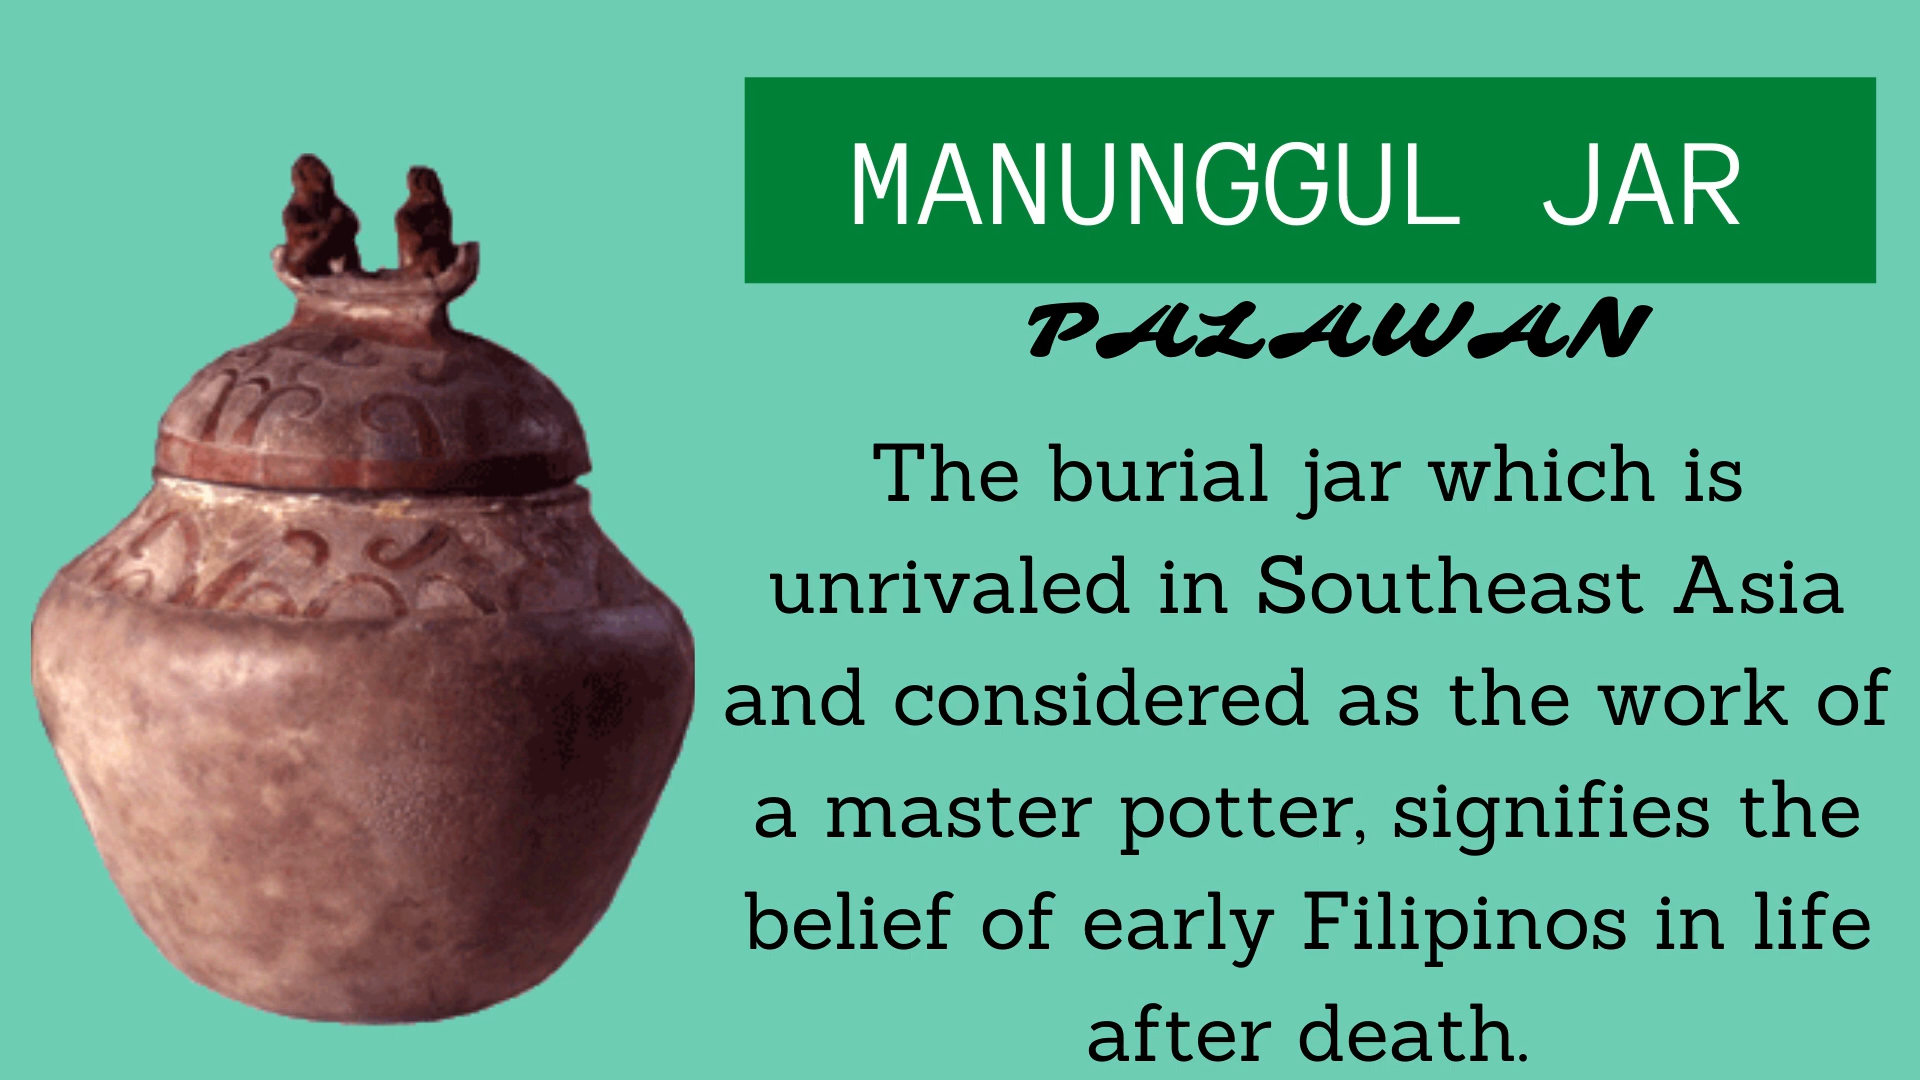 MANUNGGUL JAR
PALAWAN
The burial jar which is
unrivaled in Southeast Asia
and considered as the work of
a master potter, signifies the
belief of early Filipinos in life
after death.